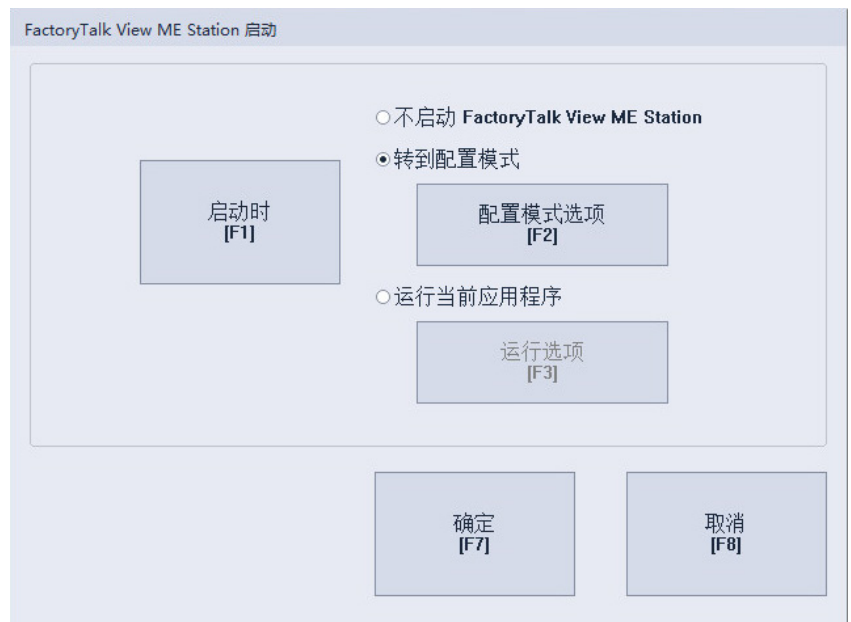 FactoryTalk View ME Station 启动
不启动 FactoryTalk View ME Station
转到配置模式
启动时
[F1]
配置模式选项
[F2]
运行当前应用程序
运行选项
[F3]
确定
[F7]
取消
[F8]